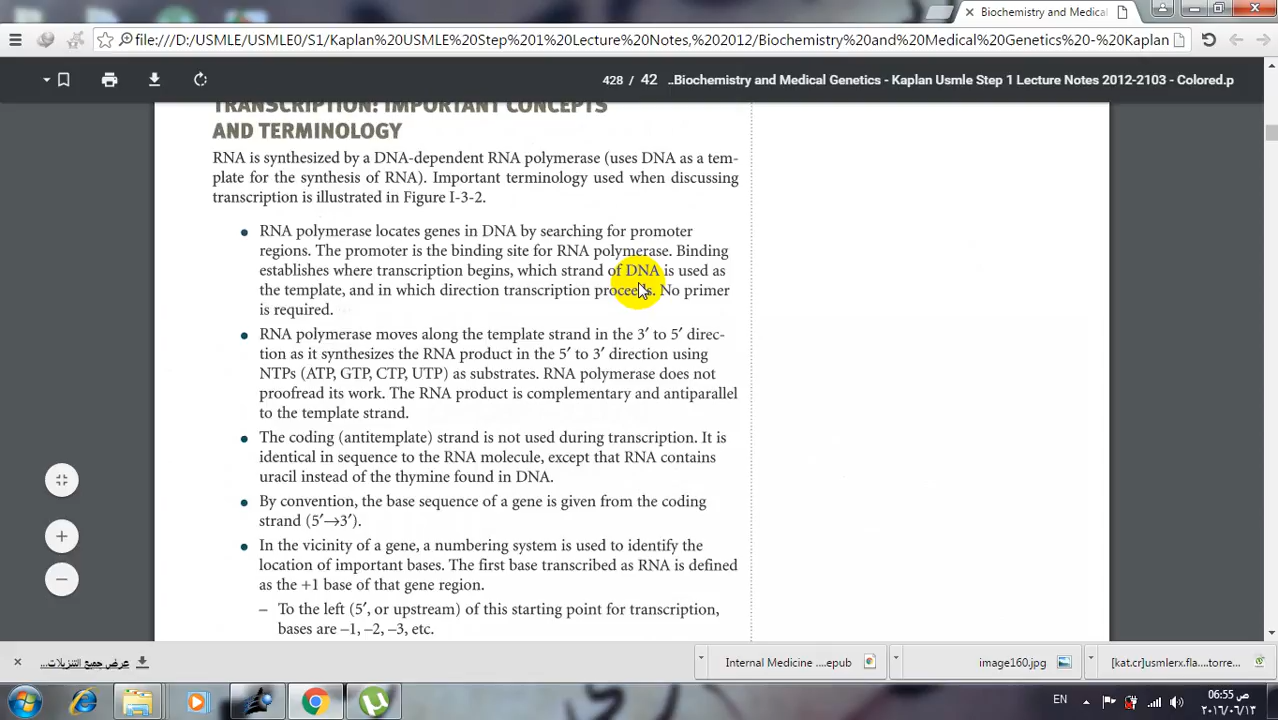 Biochemistry and Medical
file:///D:/USMLE/USMLE0/S1/Kaplan%20USMLE%20Step%201%20Lecture%20Notes,%202012/Biochemistry%20and%20Medical%20Genetics%20-%20Kaplan
428 / 42 ..Biochemistry and Medical Genetics - Kaplan Usmle Step 1 Lecture Notes 2012-2103 - Colored.p
TRANSCRIPTION: IMPORTANT CONCEPTS
AND TERMINOLOGY
RNA is synthesized by a DNA-dependent RNA polymerase (uses DNA as a tem-
plate for the synthesis of RNA). Important terminology used when discussing
transcription is illustrated in Figure I-3-2.
• RNA polymerase locates genes in DNA by searching for promoter
regions. The promoter is the binding site for RNA polymerase. Binding
establishes where transcription begins, which strand of DNA is used as
the template, and in which direction transcription proceeds. No primer
is required.
• RNA polymerase moves along the template strand in the 3′ to 5′ direc-
tion as it synthesizes the RNA product in the 5′ to 3′ direction using
NTPs (ATP, GTP, CTP, UTP) as substrates. RNA polymerase does not
proofread its work. The RNA product is complementary and antiparallel
to the template strand.
• The coding (antitemplate) strand is not used during transcription. It is
identical in sequence to the RNA molecule, except that RNA contains
uracil instead of the thymine found in DNA.
• By convention, the base sequence of a gene is given from the coding
strand (5′→3′).
• In the vicinity of a gene, a numbering system is used to identify the
location of important bases. The first base transcribed as RNA is defined
as the +1 base of that gene region.
– To the left (5′, or upstream) of this starting point for transcription,
bases are –1, –2, –3, etc.
عرض جميع التنزيلات...
Internal Medicine ....epub
image160.jpg
[kat.cr]usmlerx.fla....torre...
EN
06:55 ص
٢٠١٦/٠٦/١٣